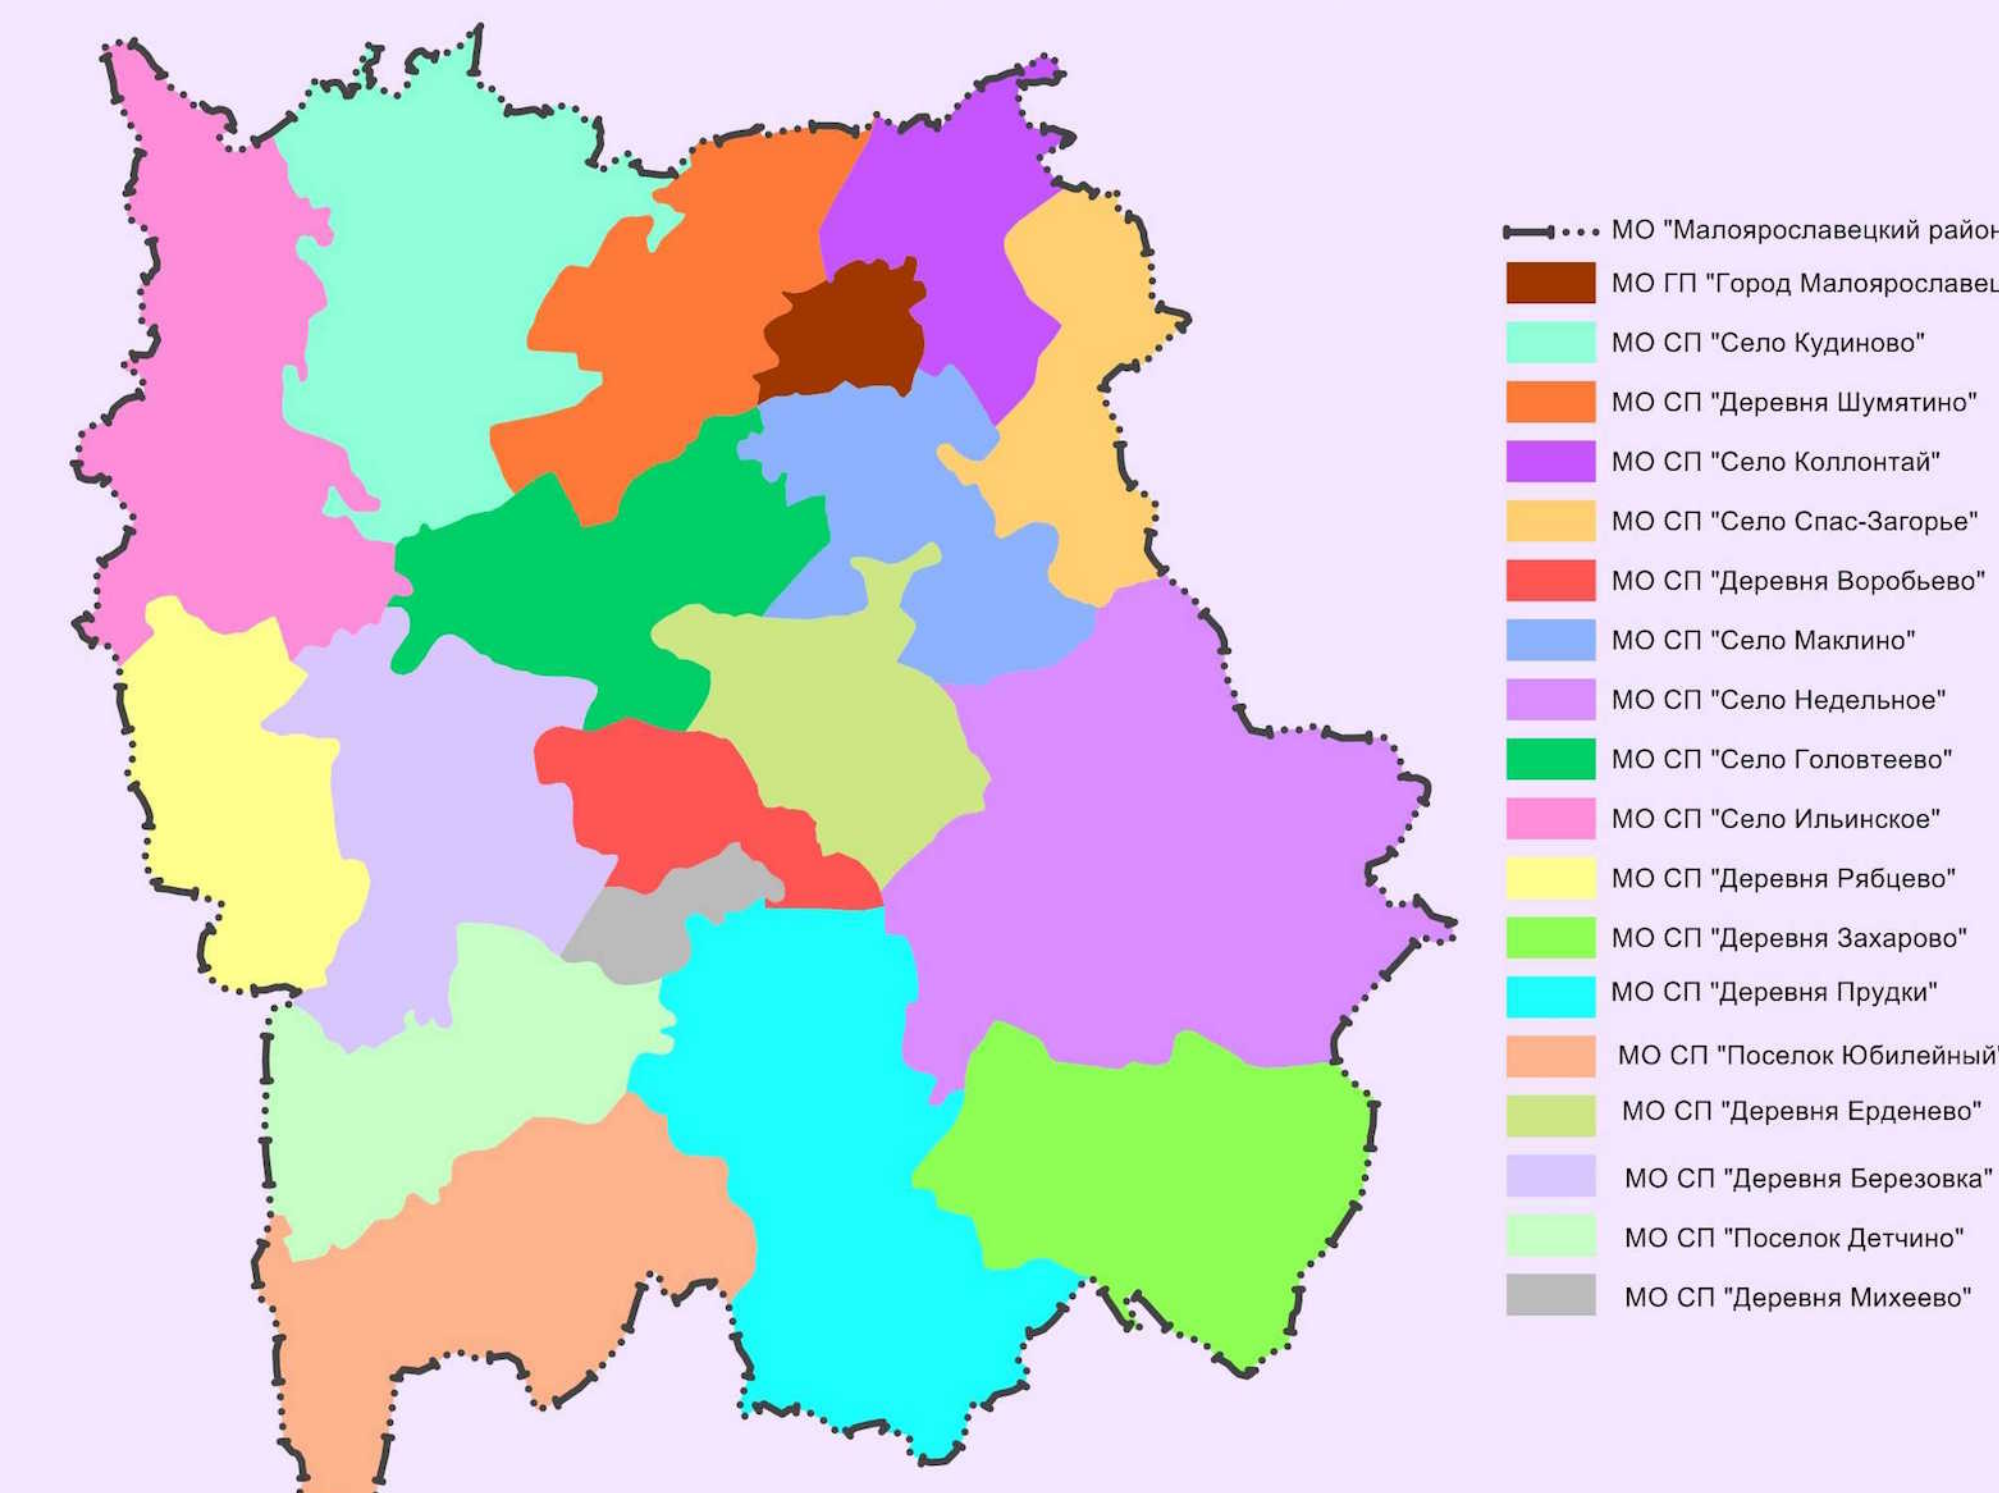 МО "Малоярославецкий район
МО ГП "Город Малоярославец
МО СП "Село Кудиново"
МО СП "Деревня Шумятино"
МО СП "Село Коллонтай"
МО СП "Село Спас-Загорье"
МО СП "Деревня Воробьево"
МО СП "Село Маклино"
МО СП "Село Недельное"
МО СП "Село Головтеево"
МО СП "Село Ильинское"
МО СП "Деревня Рябцево"
МО СП "Деревня Захарово"
МО СП "Деревня Прудки"
МО СП "Поселок Юбилейный"
МО СП "Деревня Ерденево"
МО СП "Деревня Березовка"
МО СП "Поселок Детчино"
МО СП "Деревня Михеево"